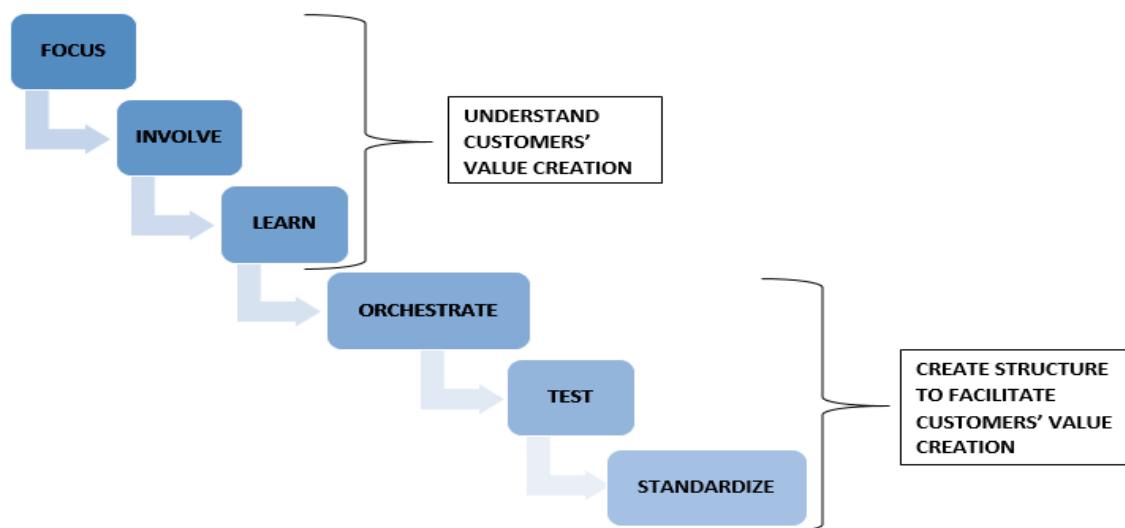 FOCUS
INVOLVE
LEARN
UNDERSTAND
CUSTOMERS’
VALUE CREATION
ORCHESTRATE
TEST
STANDARDIZE
CREATE STRUCTURE
TO FACILITATE
CUSTOMERS’ VALUE
CREATION